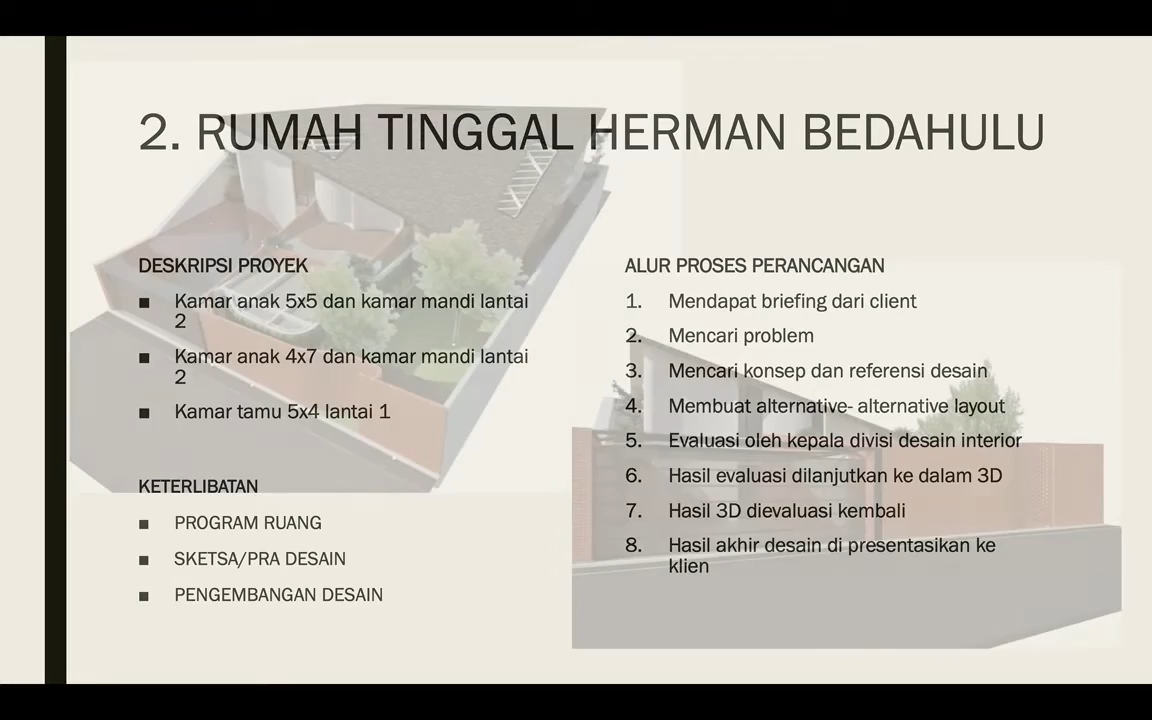 2. RUMAH TINGGAL HERMAN BEDAHULU
DESKRIPSI PROYEK
■ Kamar anak 5x5 dan kamar mandi lantai
2
■ Kamar anak 4x7 dan kamar mandi lantai
2
■ Kamar tamu 5x4 lantai 1
KETERLIBATAN
■ PROGRAM RUANG
■ SKETSA/PRA DESAIN
■ PENGEMBANGAN DESAIN
ALUR PROSES PERANCANGAN
1. Mendapat briefing dari client
2. Mencari problem
3. Mencari konsep dan referensi desain
4. Membuat alternative- alternative layout
5. Evaluasi oleh kepala divisi desain interior
6. Hasil evaluasi dilanjutkan ke dalam 3D
7. Hasil 3D dievaluasi kembali
8. Hasil akhir desain di presentasikan ke
klien